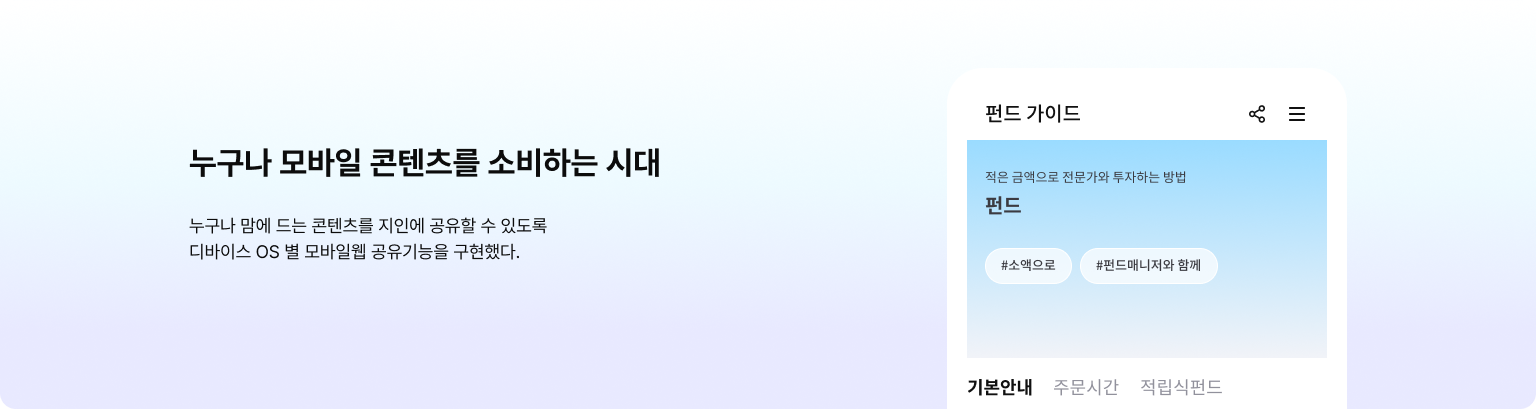 누구나 모바일 콘텐츠를 소비하는 시대
누구나 맘에 드는 콘텐츠를 지인에 공유할 수 있도록
디바이스 OS 별 모바일웹 공유기능을 구현했다.
펀드 가이드
적은 금액으로 전문가와 투자하는 방법
펀드
#소액으로 #펀드매니저와 함께
기본안내 주문시간 적립식펀드